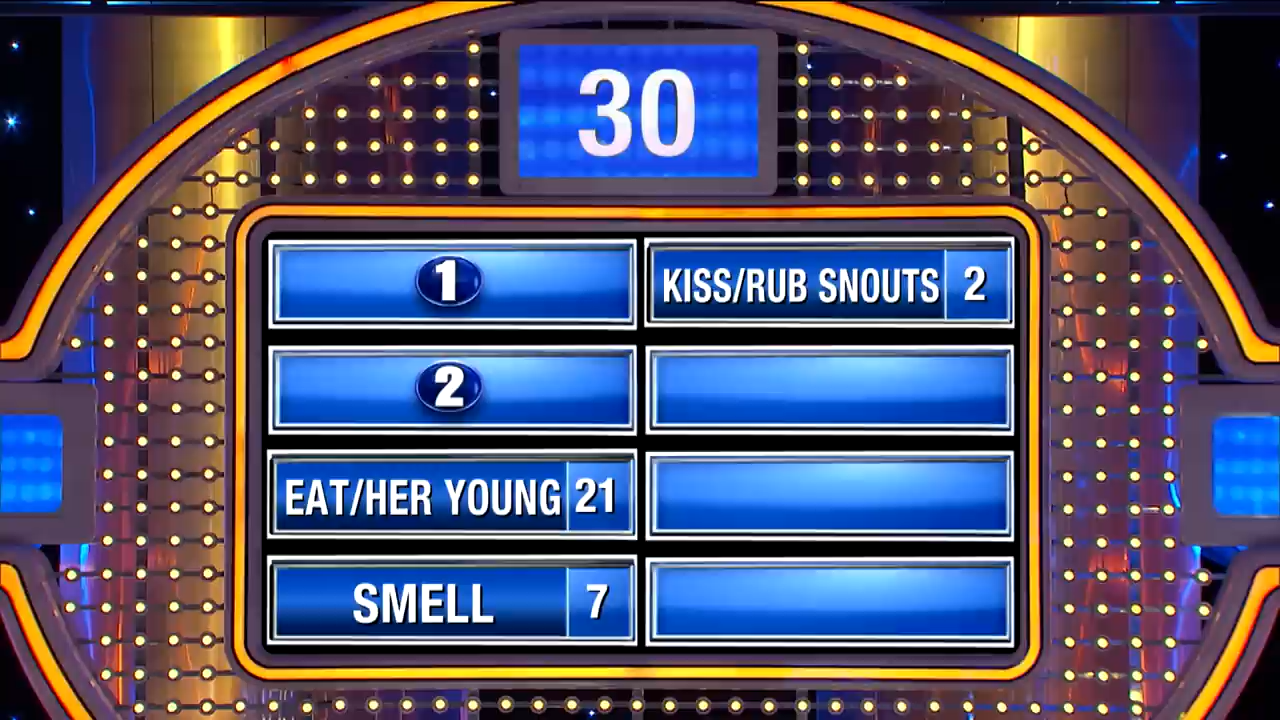 30
1
KISS/RUB SNOUTS 2
2
EAT/HER YOUNG 21
SMELL 7